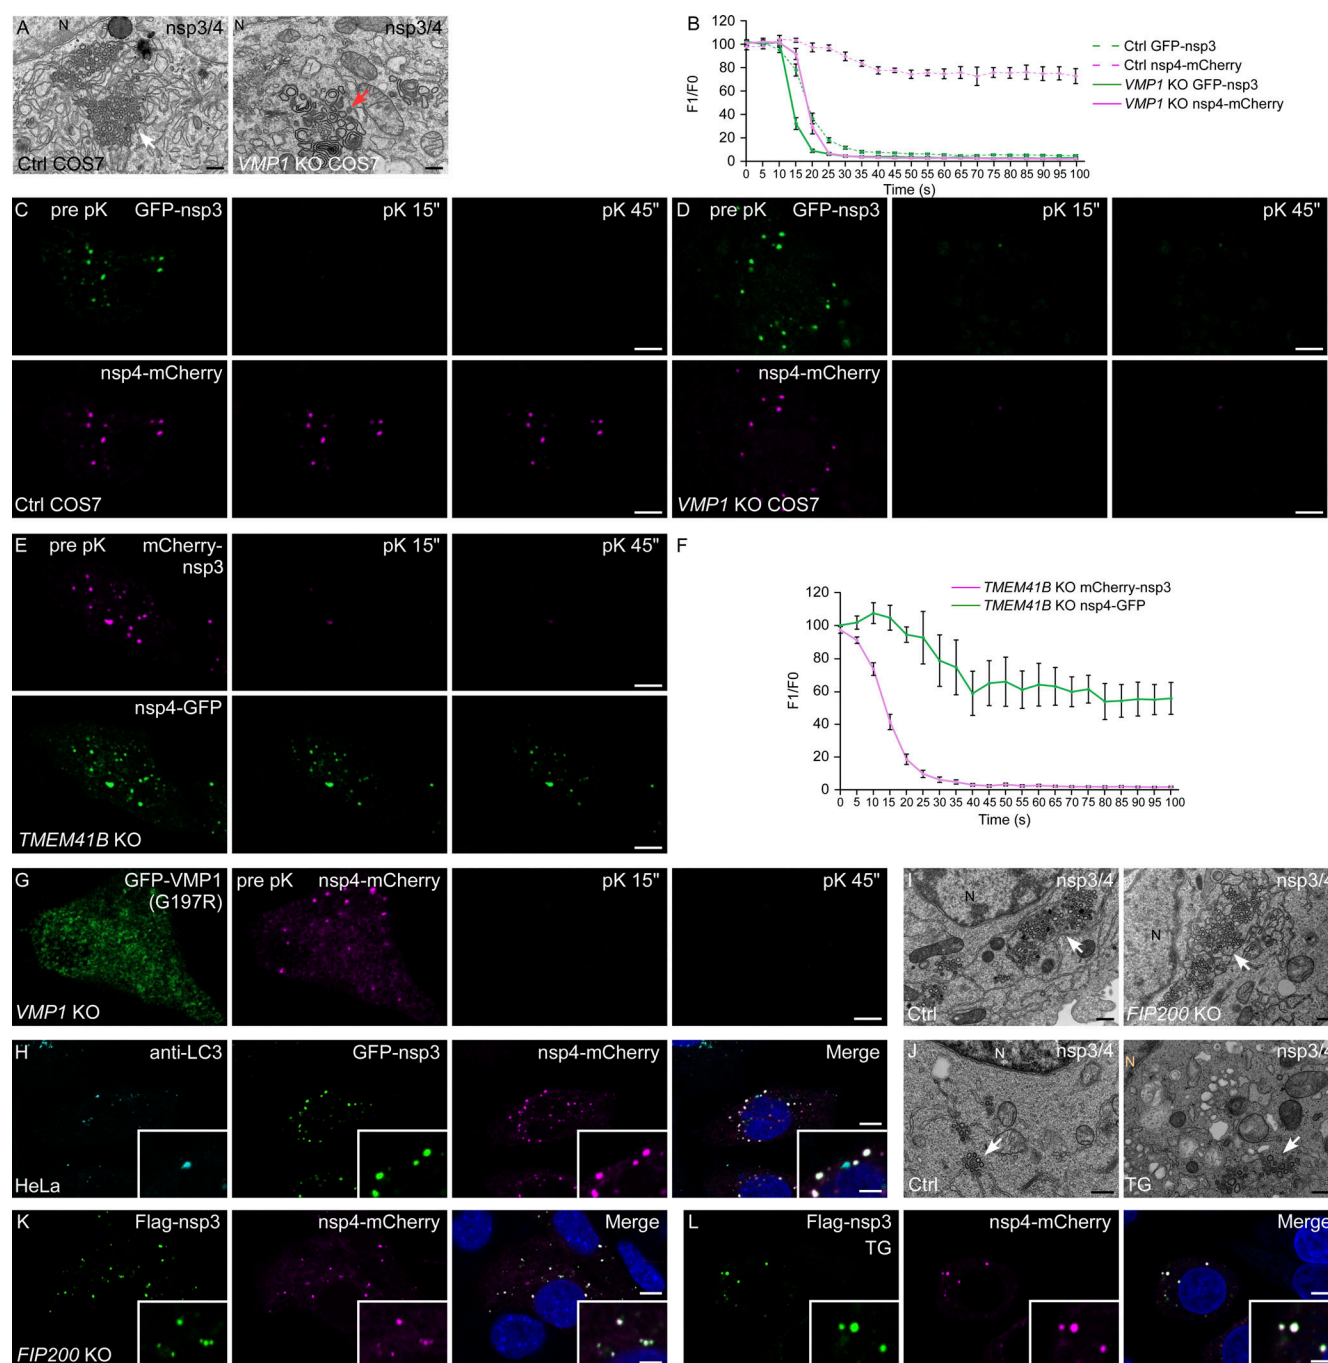 A
N
nsp3/4
Ctrl COS7
N
nsp3/4
VMP1 KO COS7
B
120
100
80
60
40
20
0
F1/F0
0 5 10 15 20 25 30 35 40 45 50 55 60 65 70 75 80 85 90 95 100
Time (s)
Ctrl GFP-nsp3
Ctrl nsp4-mCherry
VMP1 KO GFP-nsp3
VMP1 KO nsp4-mCherry
C
pre pK GFP-nsp3
pK 15"
pK 45"
nsp4-mCherry
Ctrl COS7
D
pre pK GFP-nsp3
pK 15"
pK 45"
nsp4-mCherry
VMP1 KO COS7
E
pre pK mCherry-
nsp3
pK 15"
pK 45"
nsp4-GFP
TMEM41B KO
F
TMEM41B KO mCherry-nsp3
TMEM41B KO nsp4-GFP
120
100
80
60
40
20
0
F1/F0
0 5 10 15 20 25 30 35 40 45 50 55 60 65 70 75 80 85 90 95 100
Time (s)
G
GFP-VMP1
(G197R)
VMP1 KO
pre pK nsp4-mCherry
pK 15"
pK 45"
H
anti-LC3
HeLa
GFP-nsp3
nsp4-mCherry
Merge
I
nsp3/4
N
Ctrl
nsp3/4
N
FIP200 KO
J
nsp3/4
N
Ctrl
nsp3/4
N
TG
K
Flag-nsp3
FIP200 KO
nsp4-mCherry
Merge
L
Flag-nsp3
TG
nsp4-mCherry
Merge